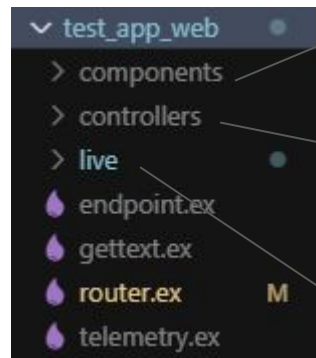 test_app_web
components
controllers
live
endpoint.ex
gettext.ex
router.ex M
telemetry.ex